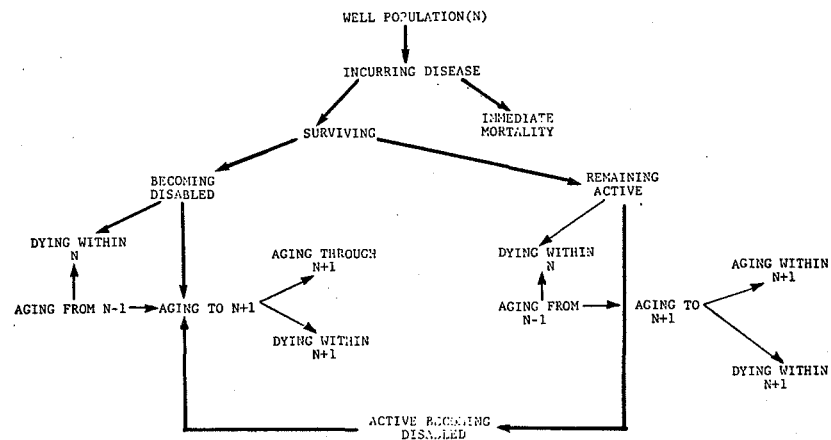 WELL POPULATION(N)
INCURRING DISEASE
IMMEDIATE
MORTALITY
SURVIVING
BECOMING
DISABLED
REMAINING
ACTIVE
DYING WITHIN
N
AGING THROUGH
N+1
AGING FROM N-1
AGING TO N+1
DYING WITHIN
N+1
DYING WITHIN
N
AGING FROM
N-1
AGING TO
N+1
AGING WITHIN
N+1
DYING WITHIN
N+1
ACTIVE BECOMING
DISABLED